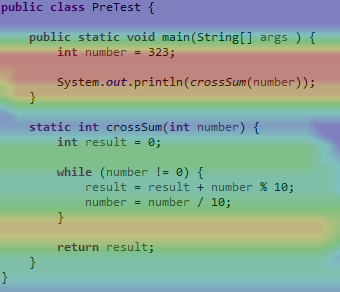 public class PreTest {
    public static void main(String[] args ) {
        int number = 323;
        System.out.println(crossSum(number));
    }
    static int crossSum(int number) {
        int result = 0;
        while (number != 0) {
            result = result + number % 10;
            number = number / 10;
        }
        return result;
    }
}